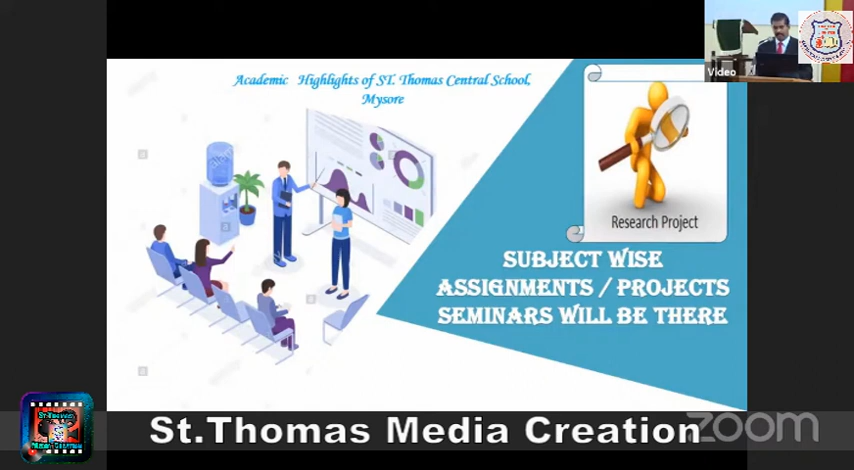 Video
Academic Highlights of ST. Thomas Central School,
Mysore
Research Project
SUBJECT WISE
ASSIGNMENTS / PROJECTS
SEMINARS WILL BE THERE
St.Thomas Media Creation
zoom